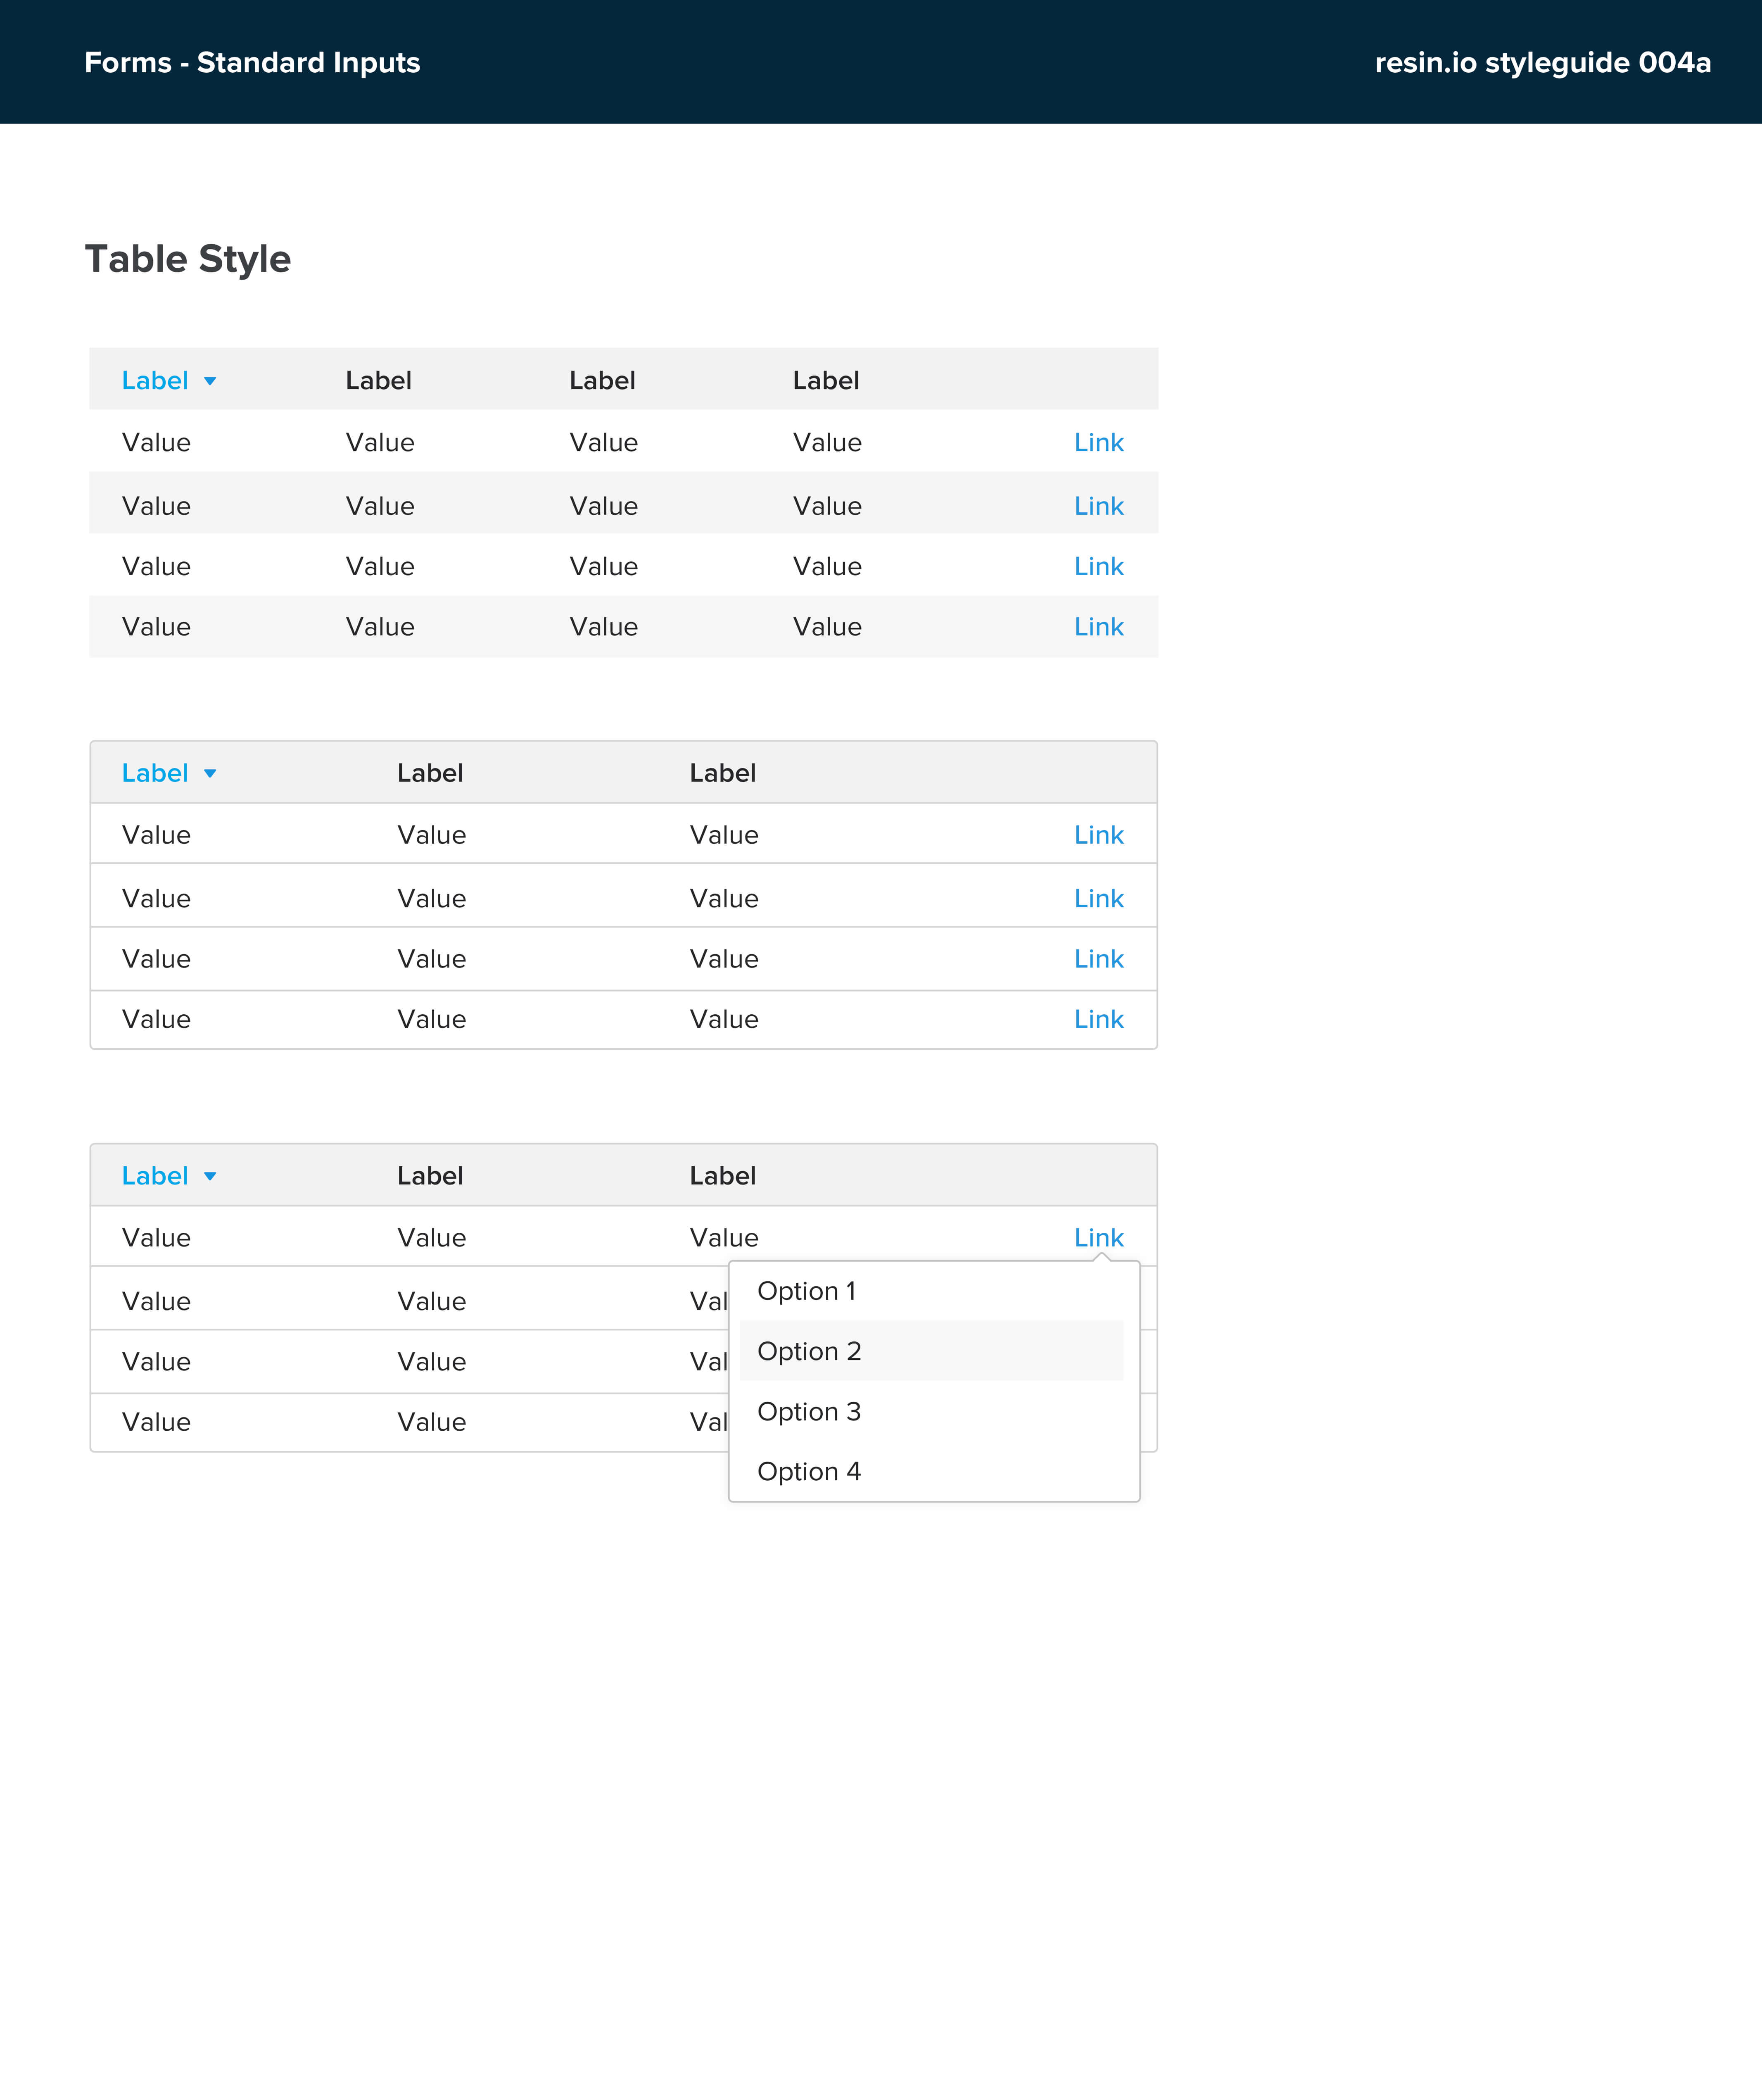 Forms - Standard Inputs resin.io styleguide 004a
Table Style
Label Label Label Label
Value Value Value Value Link
Value Value Value Value Link
Value Value Value Value Link
Value Value Value Value Link
Label Label Label
Value Value Value Link
Value Value Value Link
Value Value Value Link
Value Value Value Link
Label Label Label
Value Value Value Link
Value Value Val
Value Value Val
Value Value Val
Option 1
Option 2
Option 3
Option 4